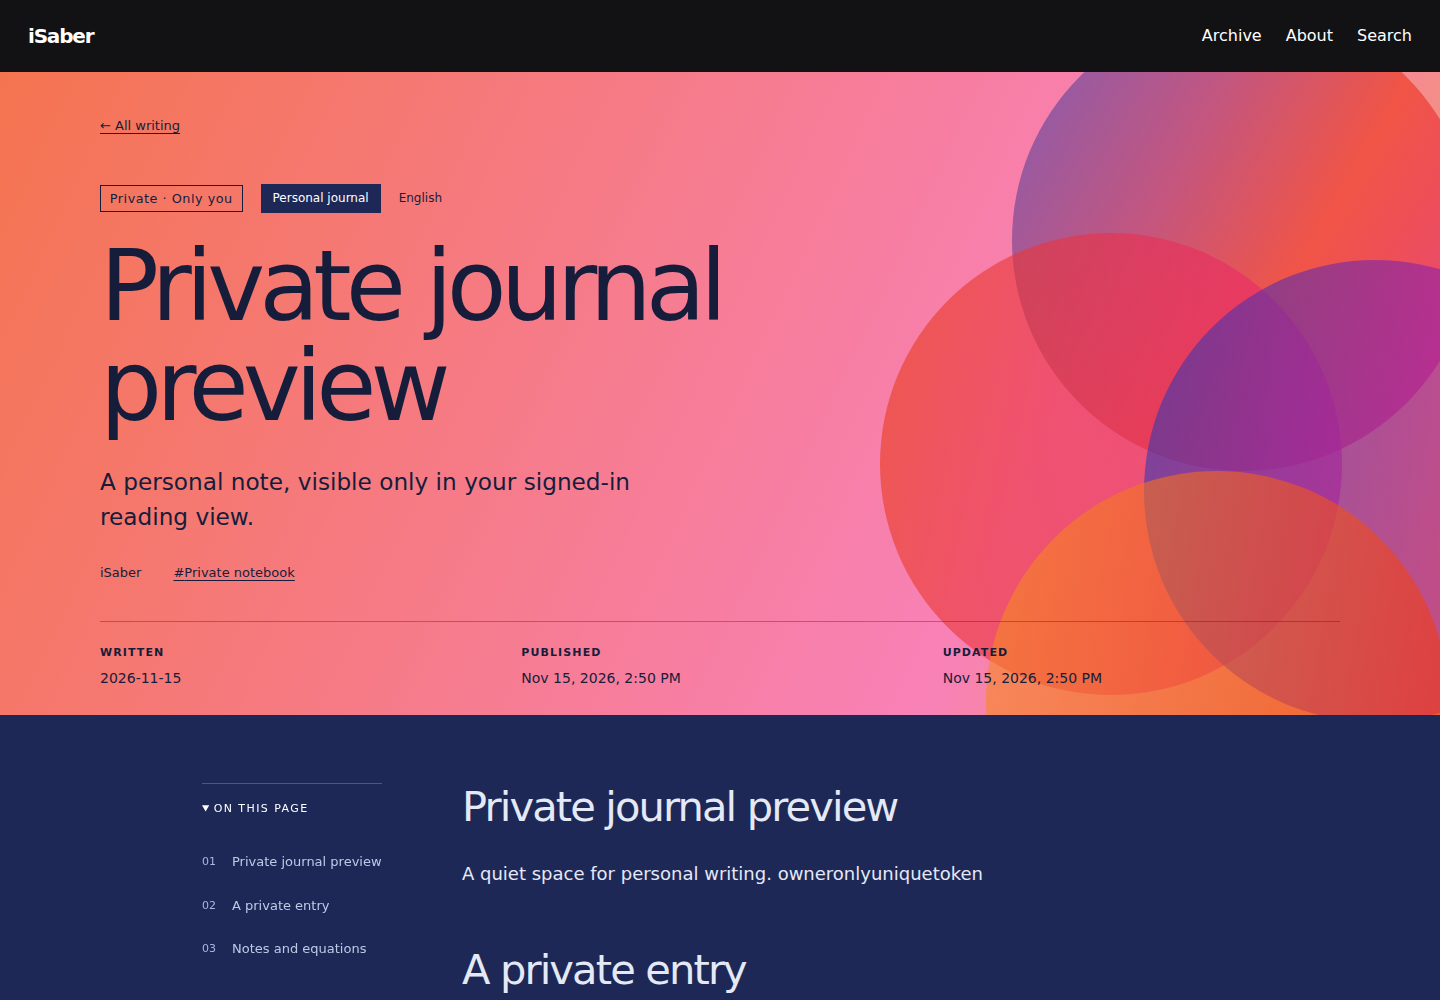 iSaber
Archive About Search
← All writing
Private · Only you Personal journal English
Private journal
preview
A personal note, visible only in your signed-in
reading view.
iSaber #Private notebook
WRITTEN PUBLISHED UPDATED
2026-11-15 Nov 15, 2026, 2:50 PM Nov 15, 2026, 2:50 PM
▼ ON THIS PAGE
01 Private journal preview
02 A private entry
03 Notes and equations
Private journal preview
A quiet space for personal writing. owneronlyuniquetoken
A private entry